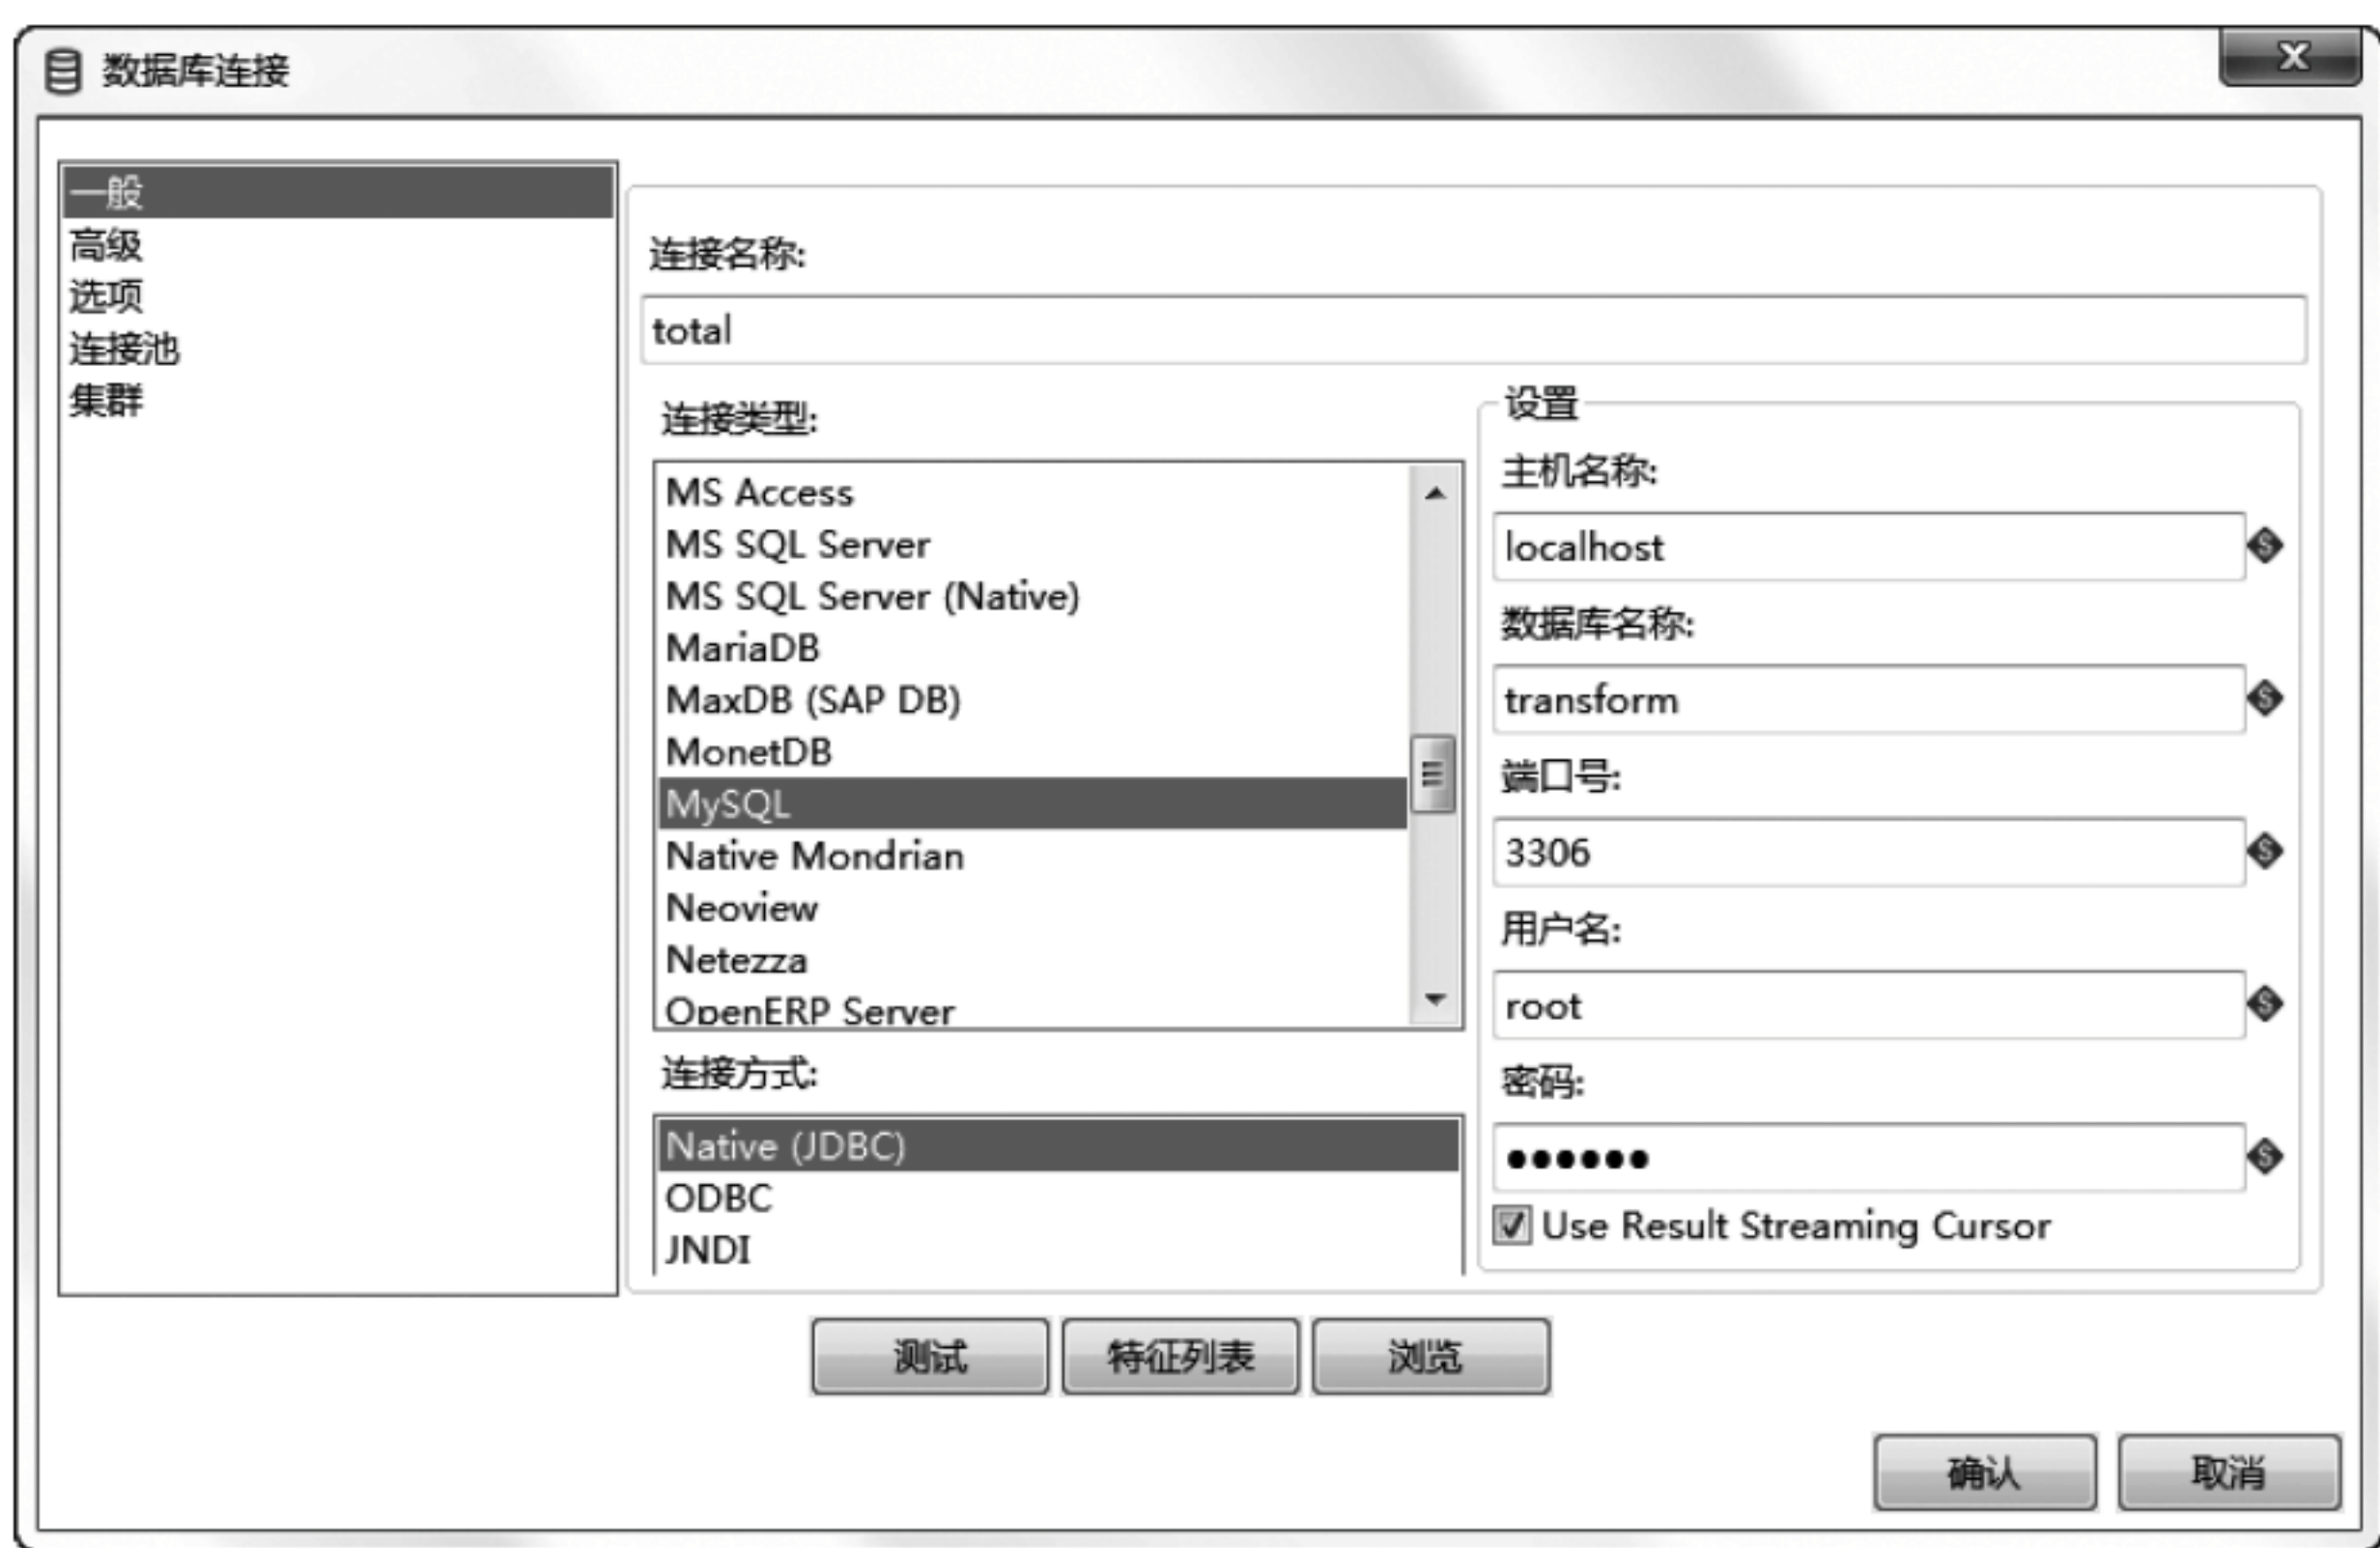 数据库连接
一般
高级
选项
连接池
集群
连接名称:
total
连接类型:
MS Access
MS SQL Server
MS SQL Server (Native)
MariaDB
MaxDB (SAP DB)
MonetDB
MySQL
Native Mondrian
Neoview
Netezza
OpenERP Server
连接方式:
Native (JDBC)
ODBC
JNDI
设置
主机名称:
localhost
数据库名称:
transform
端口号:
3306
用户名:
root
密码:
●●●●●●
Use Result Streaming Cursor
测试
特征列表
浏览
确认
取消